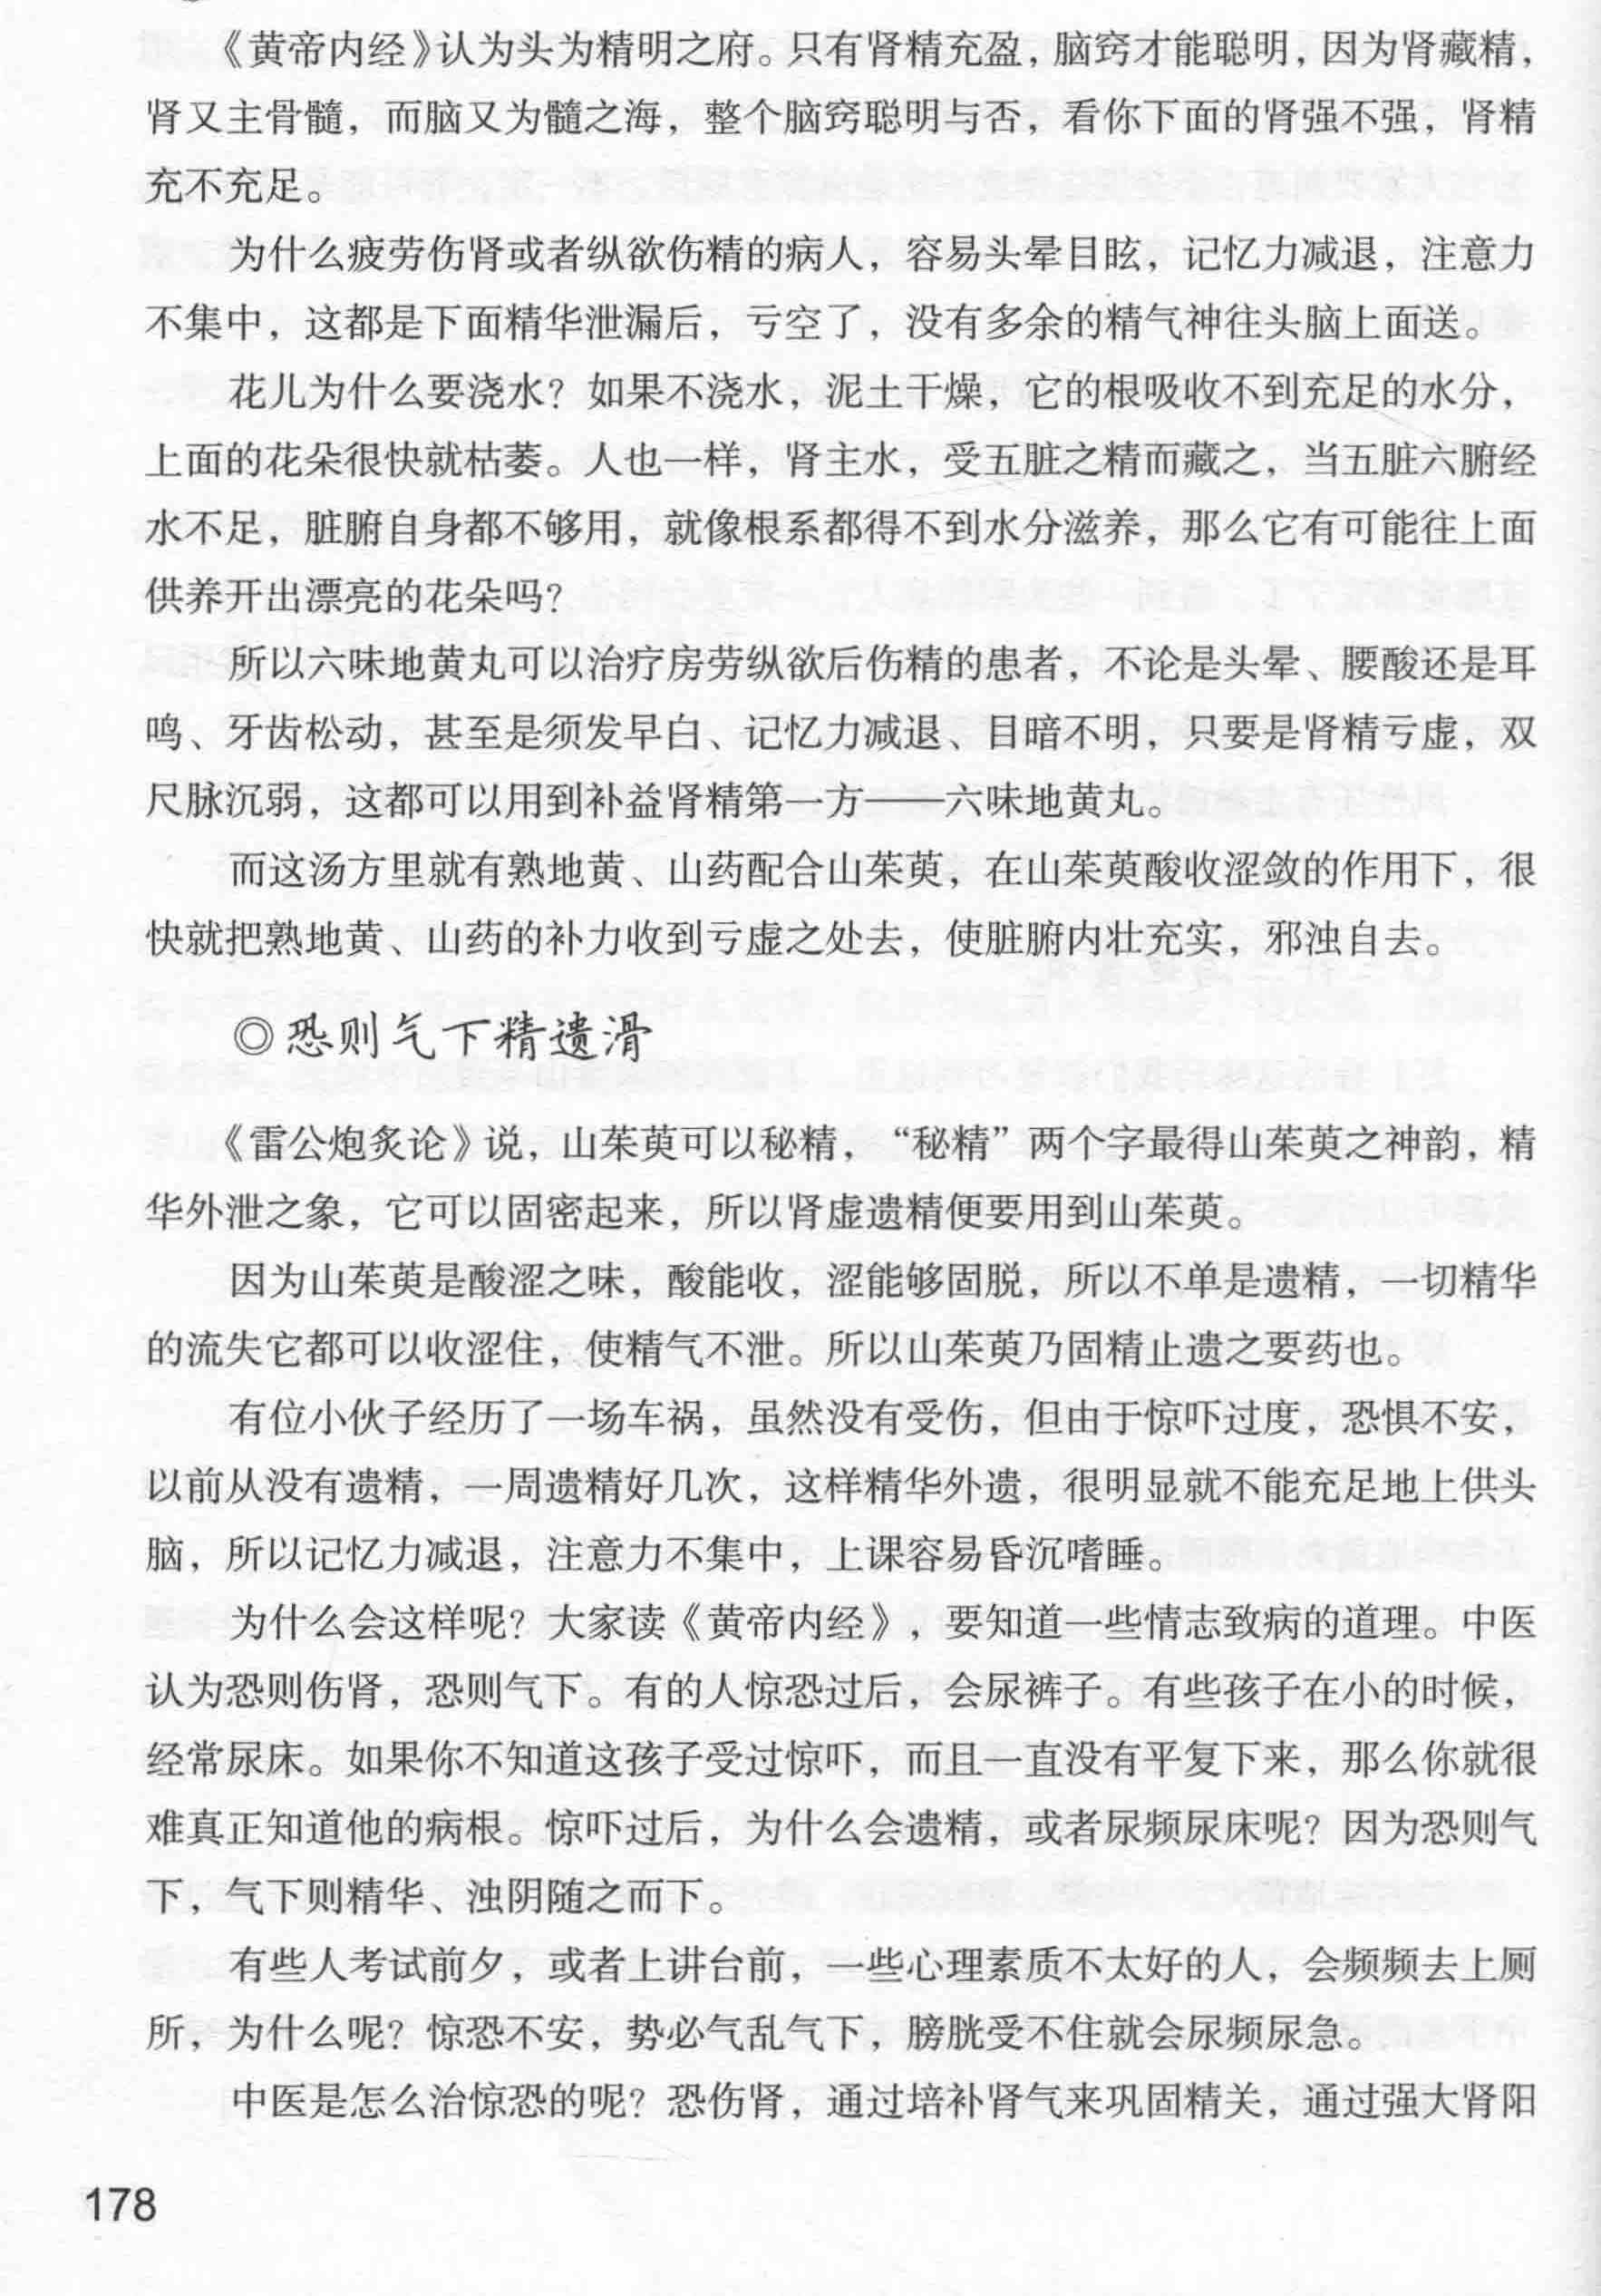 《黄帝内经》认为头为精明之府。只有肾精充盈，脑窍才能聪明，因为肾藏精，
肾又主骨髓，而脑又为髓之海，整个脑窍聪明与否，看你下面的肾强不强，肾精
充不充足。
为什么疲劳伤肾或者纵欲伤精的病人，容易头晕目眩，记忆力减退，注意力
不集中，这都是下面精华泄漏后，亏空了，没有多余的精气神往头脑上面送。
花儿为什么要浇水？如果不浇水，泥土干燥，它的根吸收不到充足的水分，
上面的花朵很快就枯萎。人也一样，肾主水，受五脏之精而藏之，当五脏六腑经
水不足，脏腑自身都不够用，就像根系都得不到水分滋养，那么它有可能往上面
供养开出漂亮的花朵吗？
所以六味地黄丸可以治疗房劳纵欲后伤精的患者，不论是头晕、腰酸还是耳
鸣、牙齿松动，甚至是须发早白、记忆力减退、目暗不明，只要是肾精亏虚，双
尺脉沉弱，这都可以用到补益肾精第一方——六味地黄丸。
而这汤方里就有熟地黄、山药配合山茱萸，在山茱萸酸收涩敛的作用下，很
快就把熟地黄、山药的补力收到亏虚之处去，使脏腑内壮充实，邪浊自去。
◎恐则气下精遗滑
《雷公炮炙论》说，山茱萸可以秘精，“秘精”两个字最得山茱萸之神韵，精
华外泄之象，它可以固密起来，所以肾虚遗精便要用到山茱萸。
因为山茱萸是酸涩之味，酸能收，涩能够固脱，所以不单是遗精，一切精华
的流失它都可以收涩住，使精气不泄。所以山茱萸乃固精止遗之要药也。
有位小伙子经历了一场车祸，虽然没有受伤，但由于惊吓过度，恐惧不安，
以前从没有遗精，一周遗精好几次，这样精华外遗，很明显就不能充足地上供头
脑，所以记忆力减退，注意力不集中，上课容易昏沉嗜睡。
为什么会这样呢？大家读《黄帝内经》，要知道一些情志致病的道理。中医
认为恐则伤肾，恐则气下。有的人惊恐过后，会尿裤子。有些孩子在小的时候，
经常尿床。如果你不知道这孩子受过惊吓，而且一直没有平复下来，那么你就很
难真正知道他的病根。惊吓过后，为什么会遗精，或者尿频尿床呢？因为恐则气
下，气下则精华、浊阴随之而下。
有些人考试前夕，或者上讲台前，一些心理素质不太好的人，会频频去上厕
所，为什么呢？惊恐不安，势必气乱气下，膀胱受不住就会尿频尿急。
中医是怎么治惊恐的呢？恐伤肾，通过培补肾气来巩固精关，通过强大肾阳
178